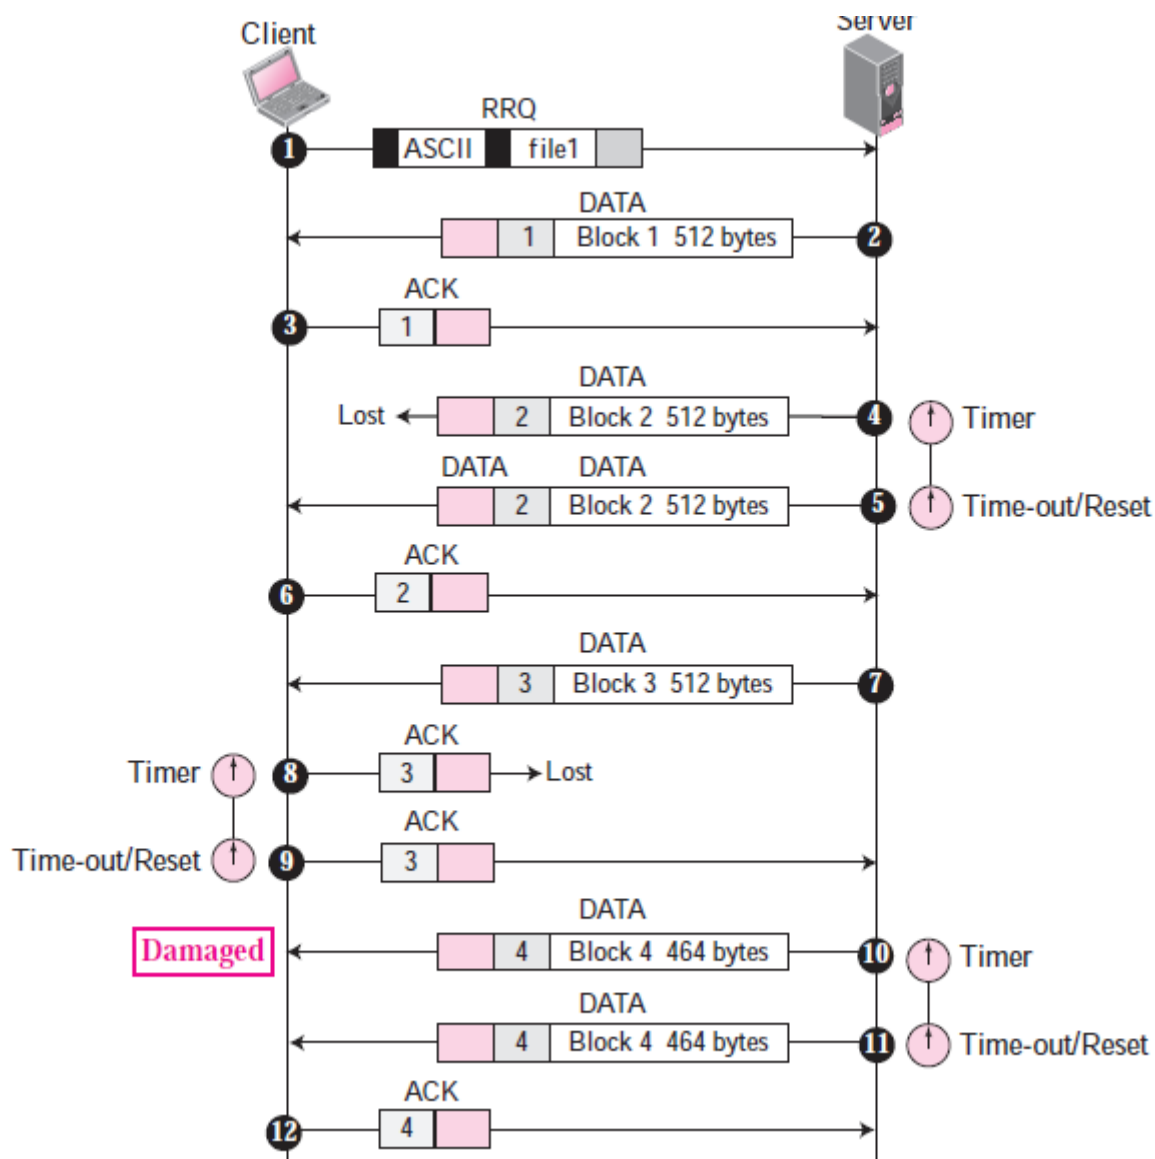 Client
Server
RRQ
1 ASCII file1
DATA
1 Block 1 512 bytes 2
ACK
3 1
DATA
Lost 2 Block 2 512 bytes 4 Timer
DATA DATA
2 Block 2 512 bytes 5 Time-out/Reset
ACK
6 2
DATA
3 Block 3 512 bytes 7
ACK
Timer 8 3 Lost
ACK
Time-out/Reset 9 3
DATA
Damaged 4 Block 4 464 bytes 10 Timer
DATA
4 Block 4 464 bytes 11 Time-out/Reset
ACK
12 4